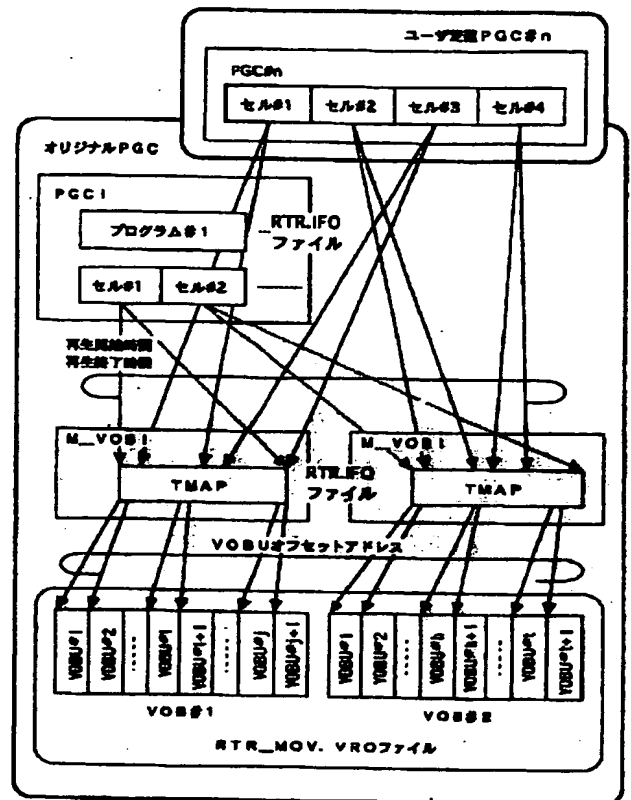 ユーザ定義PGC#n
PGC#n
セル#1 セル#2 セル#3 セル#4
オリジナルPGC
PGCI
プログラム#1
RTR.IFO
ファイル
セル#1 セル#2
再生開始時間
再生終了時間
M_VOBI
M_VOBI
TMAP
RTR.IFO
ファイル
TMAP
VOBUオフセットアドレス
VOBU#1 VOBU#2 ..... VOBU#i VOBU#i+1 ..... VOBU#j VOBU#j+1
VOBU#1 VOBU#2 ..... ..... 
VOB#1
VOB#2
RTR_MOV. VROファイル